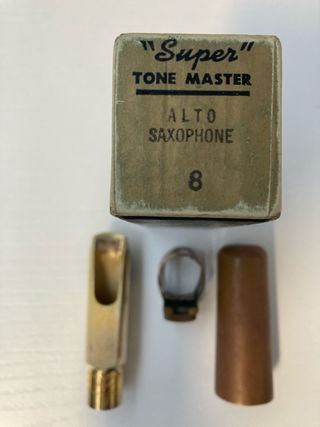 "Super"
TONE MASTER
ALTO
SAXOPHONE
8